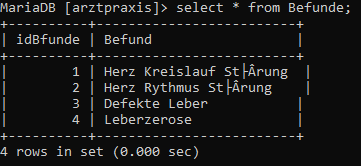 MariaDB [arztpraxis]> select * from Befunde;
+----------+------------------------+
| idBfunde | Befund                 |
+----------+------------------------+
|        1 | Herz Kreislauf St├Ârung  |
|        2 | Herz Rythmus St├Ârung    |
|        3 | Defekte Leber          |
|        4 | Leberzerose            |
+----------+------------------------+
4 rows in set (0.000 sec)